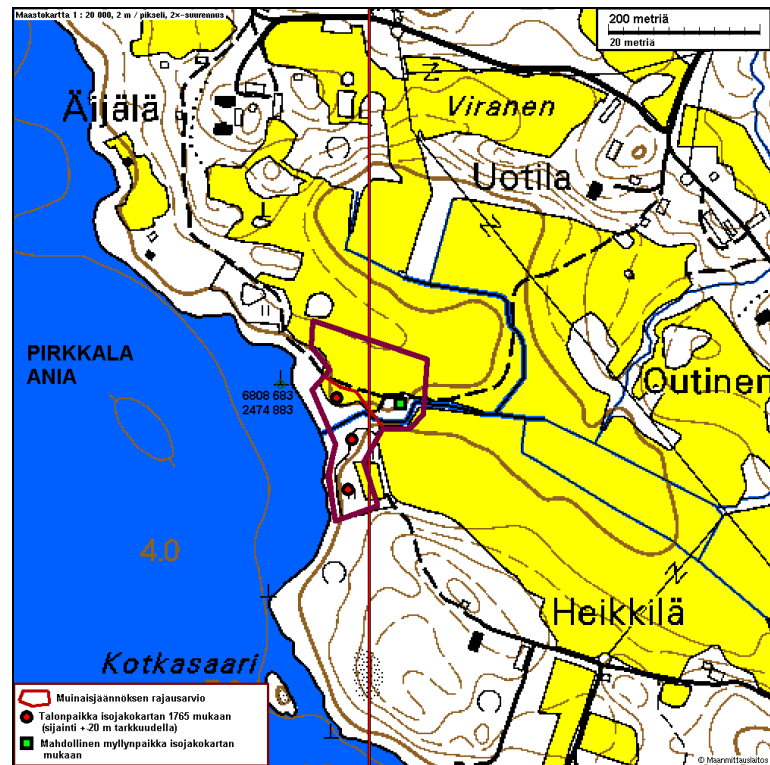 Maastokartta 1 : 20 000, 2 m / pikseli, 2×-suurennus
200 metriä
20 metriä
Äijälä
Viranen
Uotila
PIRKKALA
ANIA
6808 683
2474 883
Outinen
4.0
Heikkilä
Kotkasaari
Muinaisjäännöksen rajausarvio
Talonpaikka isojakokartan 1765 mukaan
(sijainti +-20 m tarkkuudella)
Mahdollinen myllynpaikka isojakokartan
mukaan
© Maanmittauslaitos